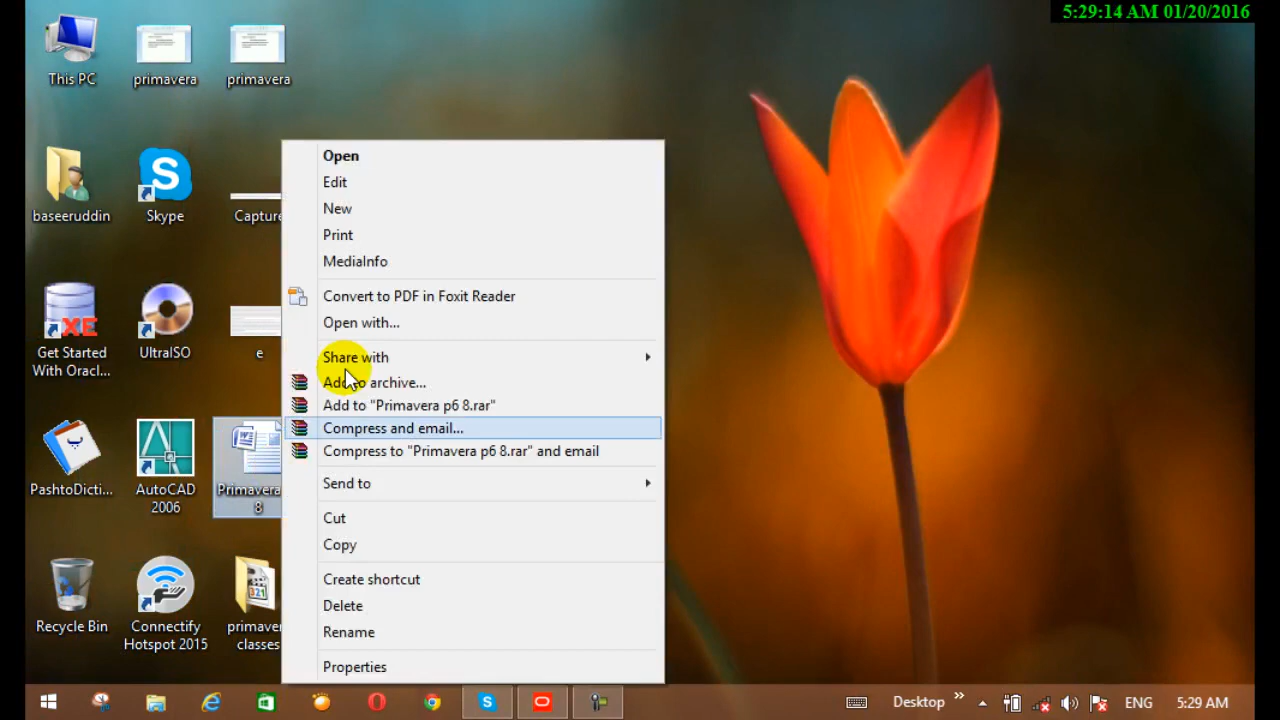 5:29:14 AM 01/20/2016
This PC
primavera
primavera
baseeruddin
Skype
Capture
Get Started
With Oracl...
UltraISO
e
PashtoDicti...
AutoCAD
2006
Primavera
8
Recycle Bin
Connectify
Hotspot 2015
primaver
classes
Open
Edit
New
Print
MediaInfo
Convert to PDF in Foxit Reader
Open with...
Share with
Add to archive...
Add to "Primavera p6 8.rar"
Compress and email...
Compress to "Primavera p6 8.rar" and email
Send to
Cut
Copy
Create shortcut
Delete
Rename
Properties
Desktop
ENG
5:29 AM